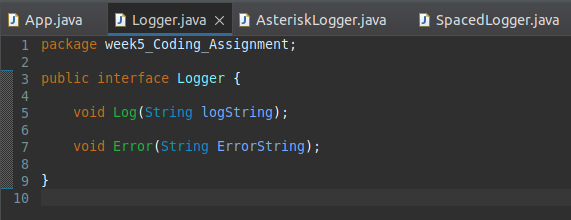 App.java Logger.java × AsteriskLogger.java SpacedLogger.java
1 package week5_Coding_Assignment;
2
3 public interface Logger {
4
5 void Log(String logString);
6
7 void Error(String ErrorString);
8
9 }
10